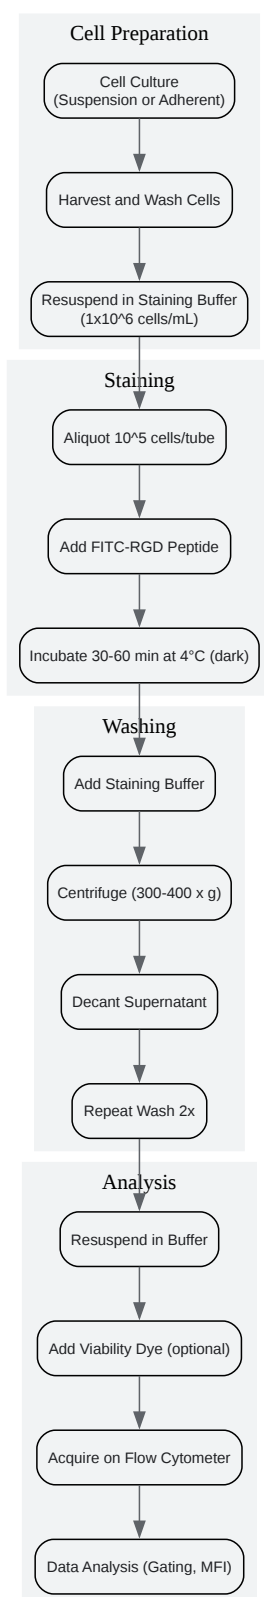 Cell Preparation
Cell Culture
(Suspension or Adherent)
Harvest and Wash Cells
Resuspend in Staining Buffer
(1x10^6 cells/mL)
Staining
Aliquot 10^5 cells/tube
Add FITC-RGD Peptide
Incubate 30-60 min at 4°C (dark)
Washing
Add Staining Buffer
Centrifuge (300-400 x g)
Decant Supernatant
Repeat Wash 2x
Analysis
Resuspend in Buffer
Add Viability Dye (optional)
Acquire on Flow Cytometer
Data Analysis (Gating, MFI)